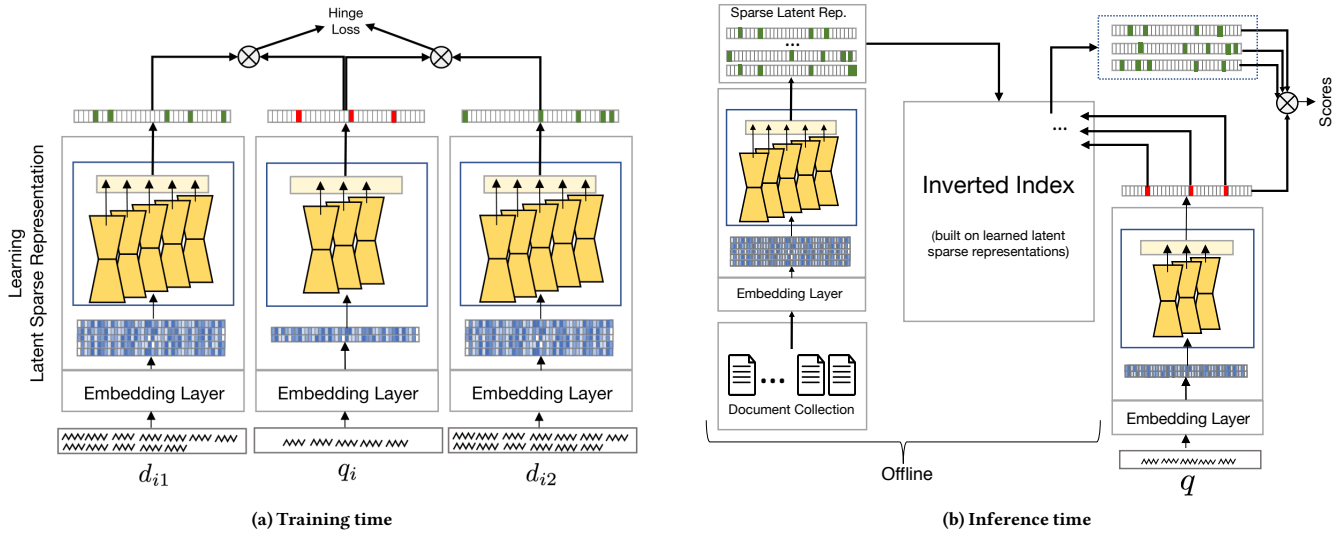 Hinge
Loss
Learning
Latent Sparse Representation
Embedding Layer
Embedding Layer
Embedding Layer
d_{i1}
q_i
d_{i2}
(a) Training time
Sparse Latent Rep.
...
Embedding Layer
...
Document Collection
Inverted Index
(built on learned latent
sparse representations)
...
Scores
Embedding Layer
q
Offline
(b) Inference time